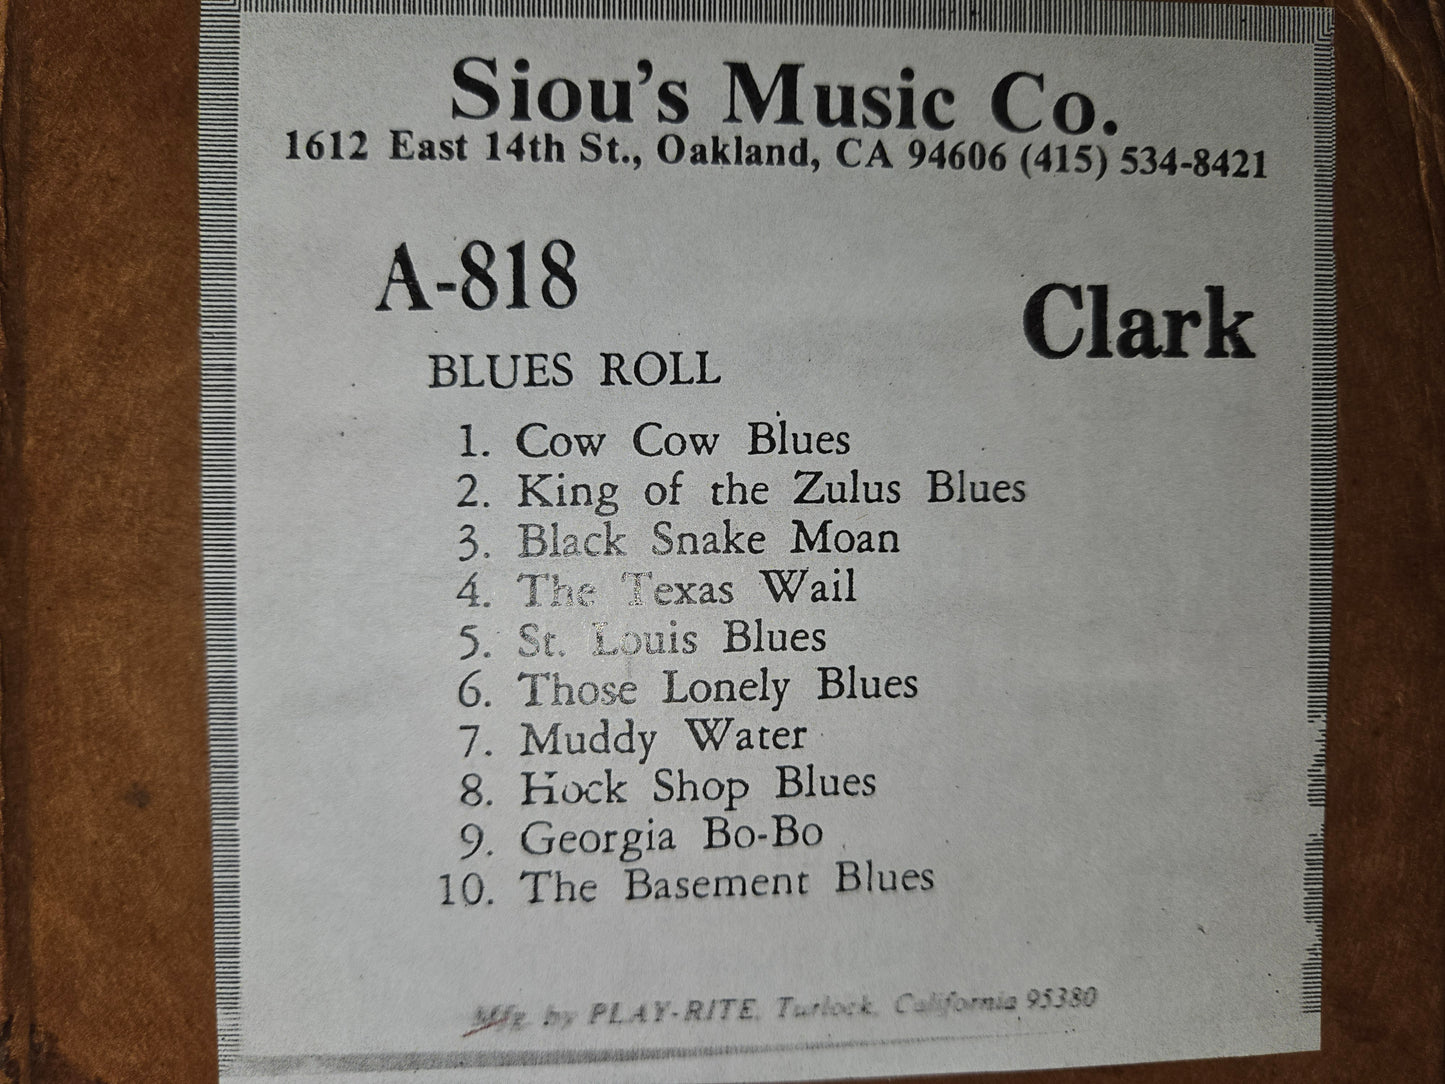 Siou's Music Co.
1612 East 14th St., Oakland, CA 94606 (415) 534-8421
A-818
Clark
BLUES ROLL
1. Cow Cow Blues
2. King of the Zulus Blues
3. Black Snake Moan
4. The Texas Wail
5. St. Louis Blues
6. Those Lonely Blues
7. Muddy Water
8. Hock Shop Blues
9. Georgia Bo-Bo
10. The Basement Blues
Mfg. by PLAY-RITE, Turlock, California 95380